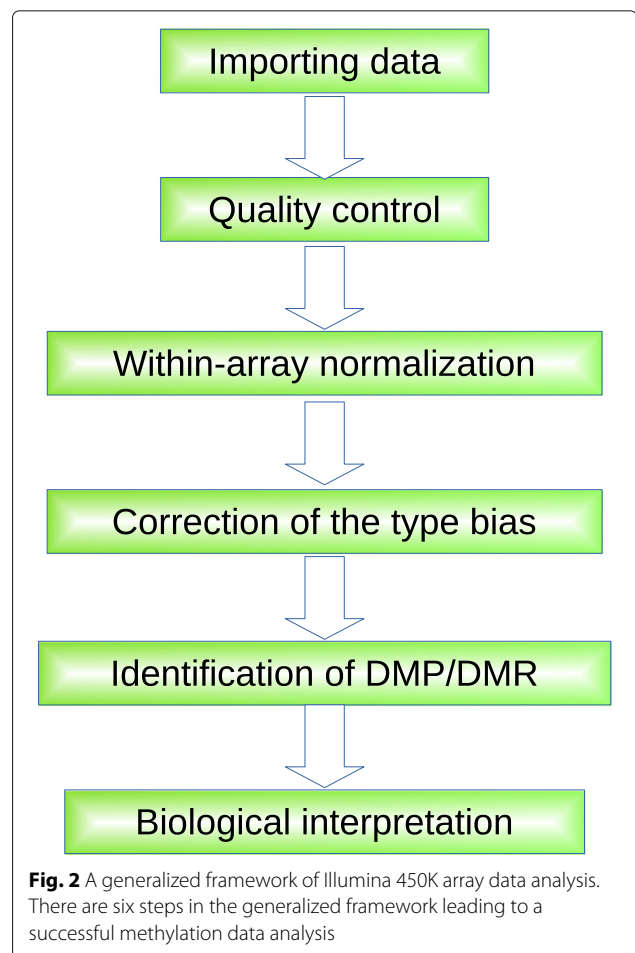 Importing data
Quality control
Within-array normalization
Correction of the type bias
Identification of DMP/DMR
Biological interpretation
Fig. 2 A generalized framework of Illumina 450K array data analysis.
There are six steps in the generalized framework leading to a
successful methylation data analysis